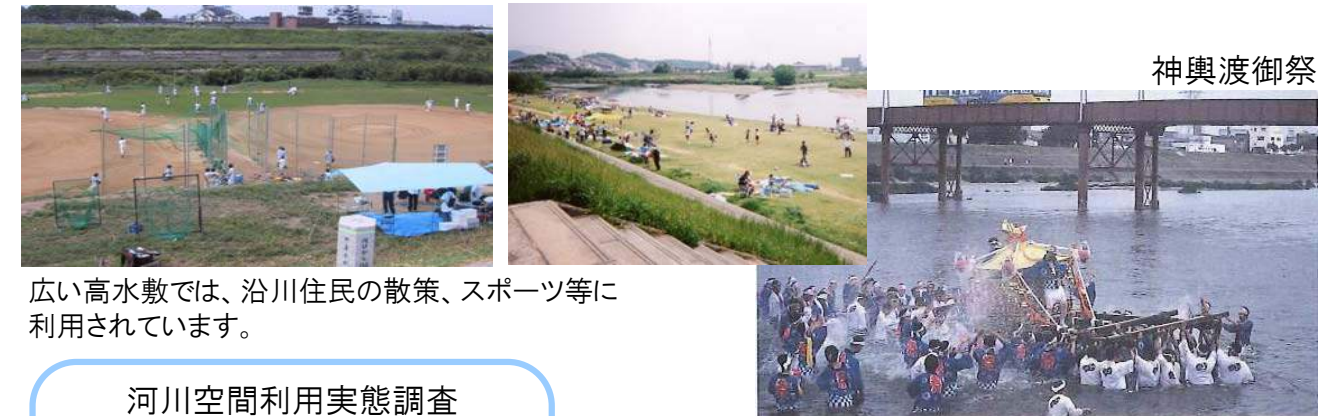 神輿渡御祭
広い高水敷では、沿川住民の散策、スポーツ等に
利用されています。
河川空間利用実態調査